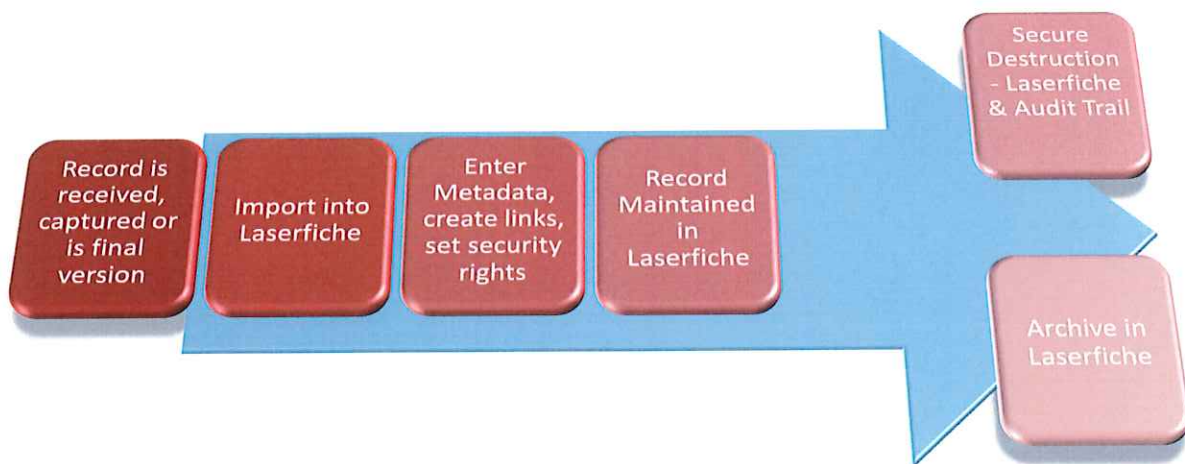 Record is
received,
captured or
is final
version
Import into
Laserfiche
Enter
Metadata,
create links,
set security
rights
Record
Maintained
in
Laserfiche
Secure
Destruction
- Laserfiche
& Audit Trail
Archive in
Laserfiche